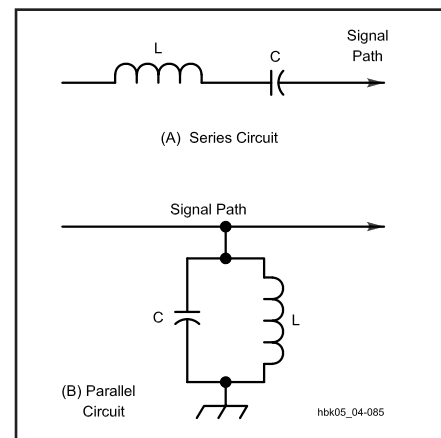 L
C
Signal
Path
(A) Series Circuit
Signal Path
C
L
(B) Parallel
Circuit
hbk05_04-085